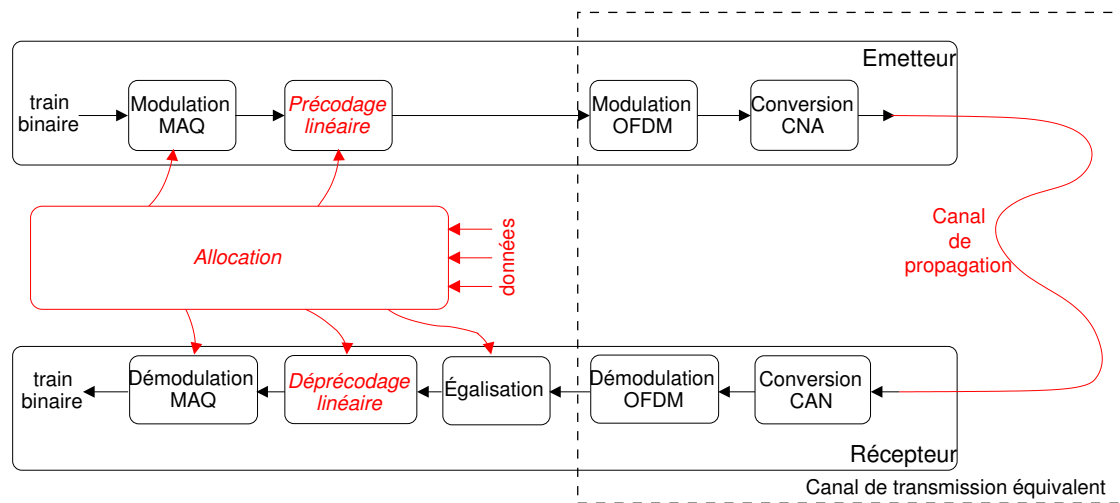 Emetteur
train
binaire
Modulation
MAQ
Précodage
linéaire
Modulation
OFDM
Conversion
CNA
Allocation
données
Canal
de
propagation
train
binaire
Démodulation
MAQ
Déprécodage
linéaire
Égalisation
Démodulation
OFDM
Conversion
CAN
Récepteur
Canal de transmission équivalent